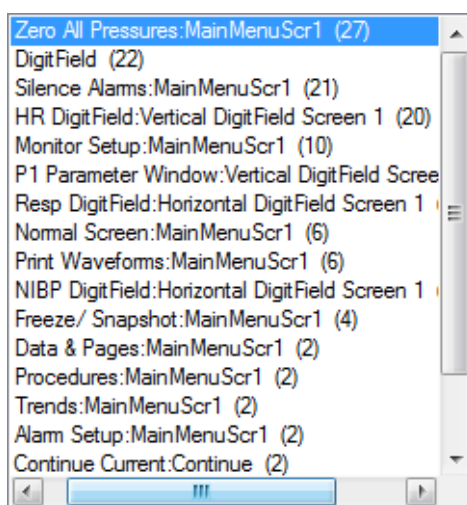 Zero All Pressures:MainMenuScr1 (27)
DigitField (22)
Silence Alarms:MainMenuScr1 (21)
HR DigitField:Vertical DigitField Screen 1 (20)
Monitor Setup:MainMenuScr1 (10)
P1 Parameter Window:Vertical DigitField Scree
Resp DigitField:Horizontal DigitField Screen 1
Normal Screen:MainMenuScr1 (6)
Print Waveforms:MainMenuScr1 (6)
NIBP DigitField:Horizontal DigitField Screen 1
Freeze/ Snapshot:MainMenuScr1 (4)
Data & Pages:MainMenuScr1 (2)
Procedures:MainMenuScr1 (2)
Trends:MainMenuScr1 (2)
Alarm Setup:MainMenuScr1 (2)
Continue Current:Continue (2)